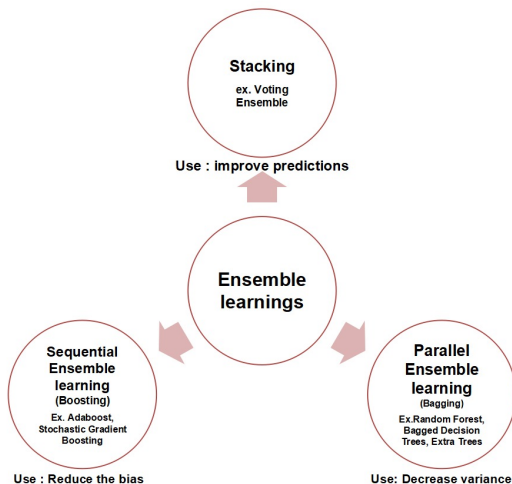 Stacking
ex. Voting
Ensemble
Use : improve predictions
Ensemble
learnings
Sequential
Ensemble
learning
(Boosting)
Ex. Adaboost,
Stochastic Gradient
Boosting
Use : Reduce the bias
Parallel
Ensemble
learning
(Bagging)
Ex.Random Forest,
Bagged Decision
Trees, Extra Trees
Use: Decrease variance